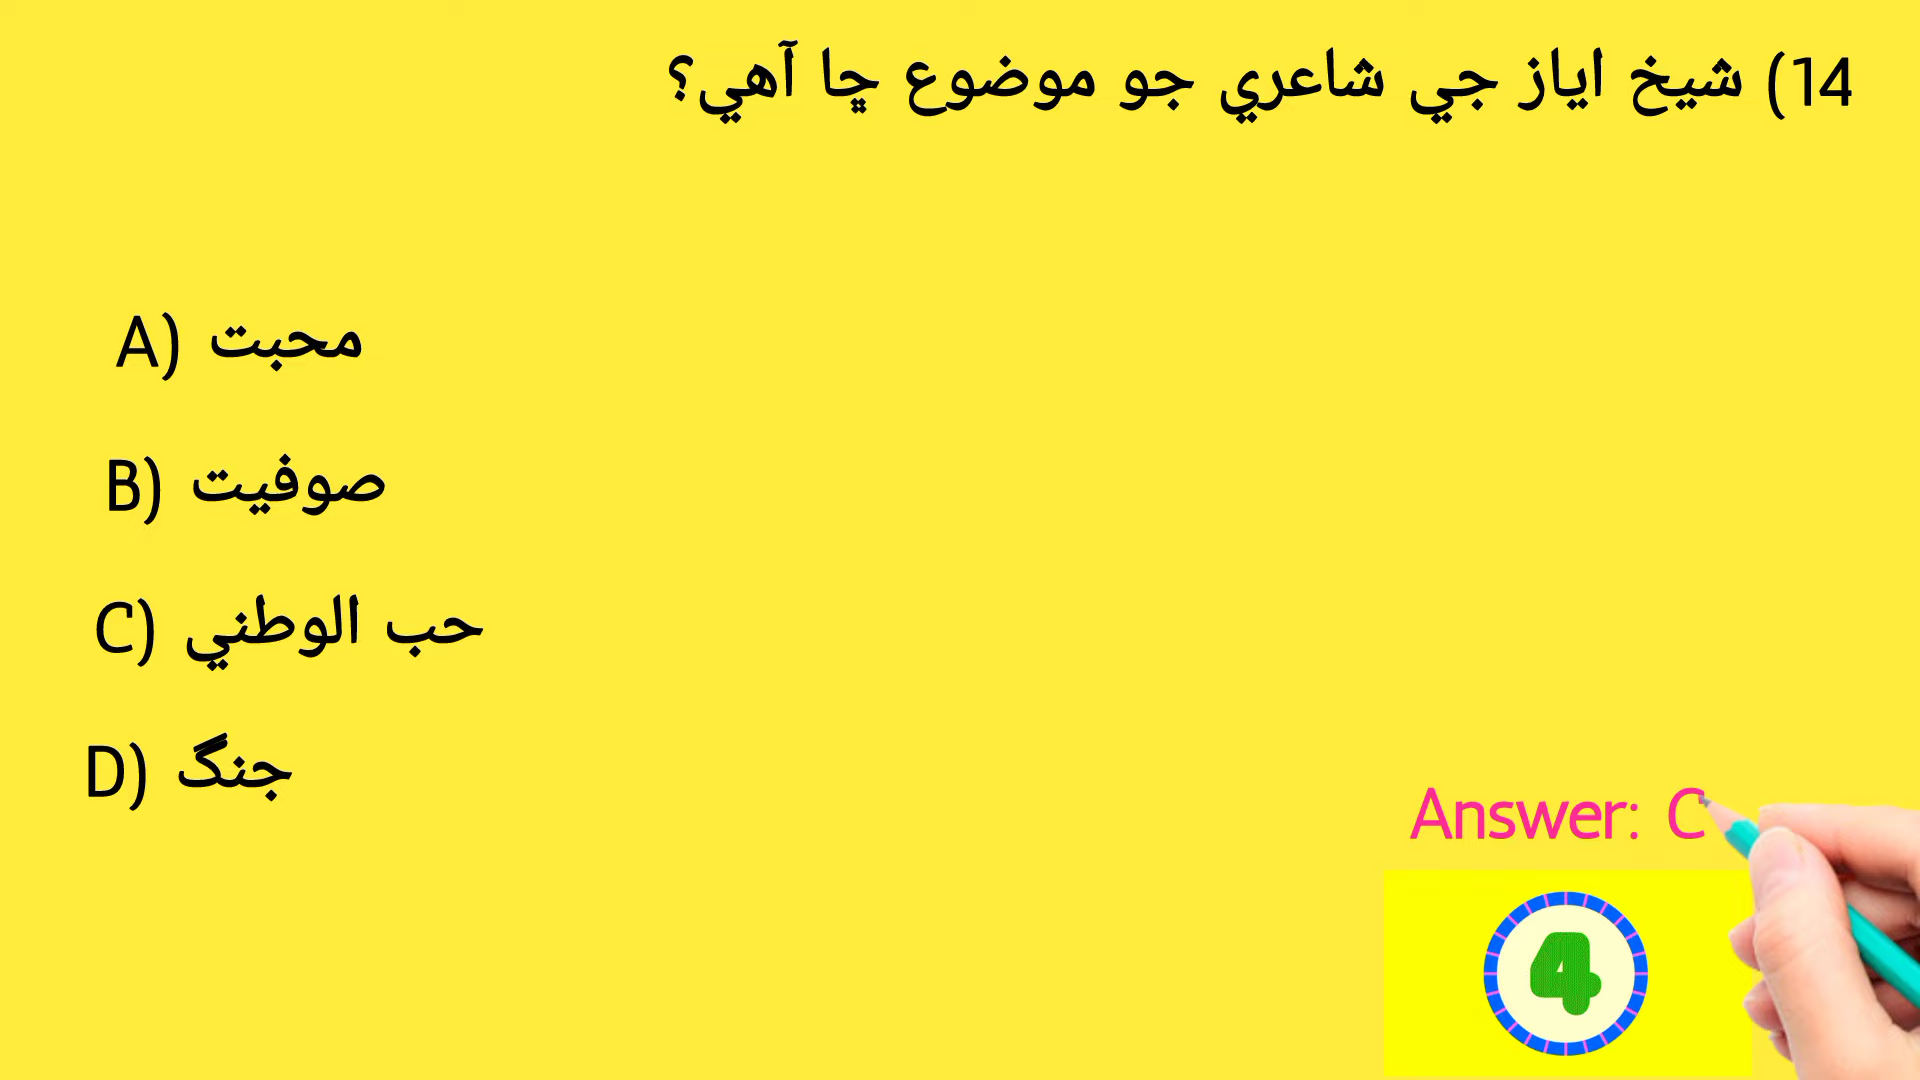 14) شيخ اياز جي شاعري جو موضوع ڇا آهي؟
A) محبت
B) صوفيت
C) حب الوطني
D) جنگ
Answer: C
4